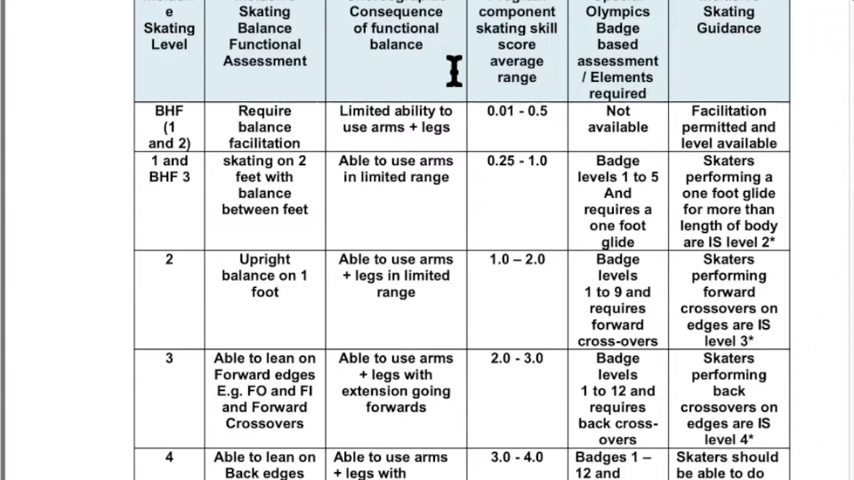 e
Skating
Level
Skating
Balance
Functional
Assessment
Consequence
of functional
balance
component
skating skill
score
average
range
Olympics
Badge
based
assessment
/ Elements
required
Skating
Guidance
BHF
(1
and 2)
Require
balance
facilitation
Limited ability to
use arms + legs
0.01 - 0.5
Not
available
Facilitation
permitted and
level available
1 and
BHF 3
skating on 2
feet with
balance
between feet
Able to use arms
in limited range
0.25 - 1.0
Badge
levels 1 to 5
And
requires a
one foot
glide
Skaters
performing a
one foot glide
for more than
length of body
are IS level 2*
2
Upright
balance on 1
foot
Able to use arms
+ legs in limited
range
1.0 – 2.0
Badge
levels
1 to 9 and
requires
forward
cross-overs
Skaters
performing
forward
crossovers on
edges are IS
level 3*
3
Able to lean on
Forward edges
E.g. FO and FI
and Forward
Crossovers
Able to use arms
+ legs with
extension going
forwards
2.0 - 3.0
Badge
levels
1 to 12 and
requires
back cross-
overs
Skaters
performing
back
crossovers on
edges are IS
level 4*
4
Able to lean on
Back edges
Able to use arms
+ legs with
3.0 - 4.0
Badges 1 –
12 and
Skaters should
be able to do